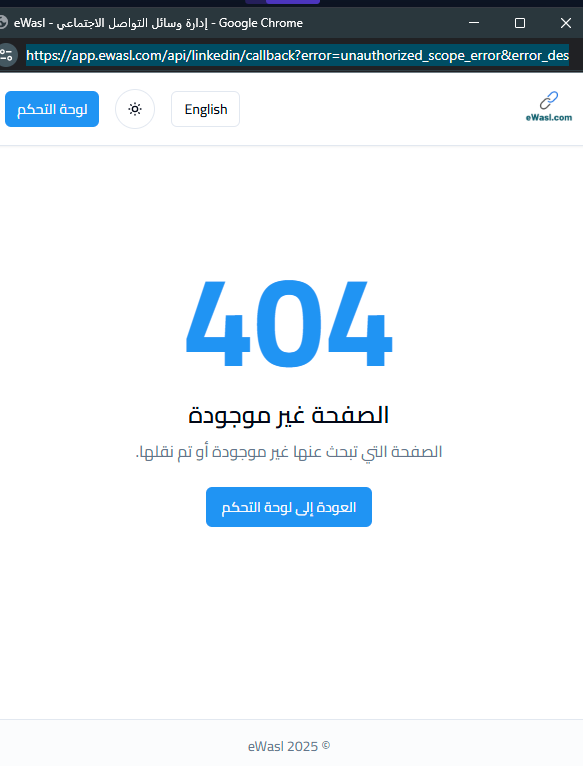 eWasl - إدارة وسائل التواصل الاجتماعي - Google Chrome
https://app.ewasl.com/api/linkedin/callback?error=unauthorized_scope_error&error_des
لوحة التحكم
English
eWasl.com
404
الصفحة غير موجودة
الصفحة التي تبحث عنها غير موجودة أو تم نقلها.
العودة إلى لوحة التحكم
eWasl 2025 ©